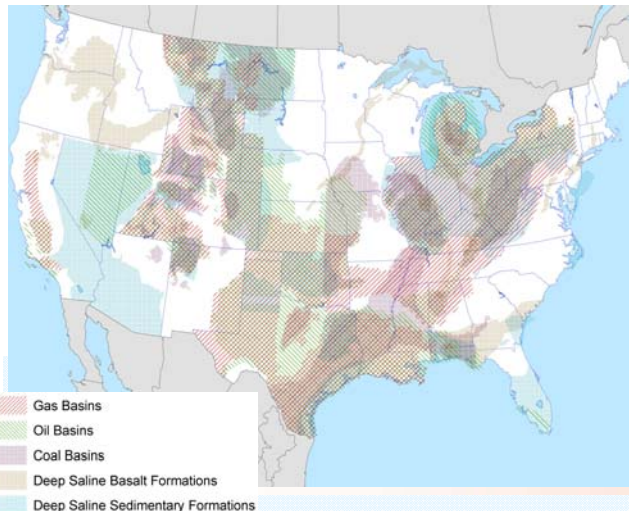 Gas Basins
Oil Basins
Coal Basins
Deep Saline Basalt Formations
Deep Saline Sedimentary Formations